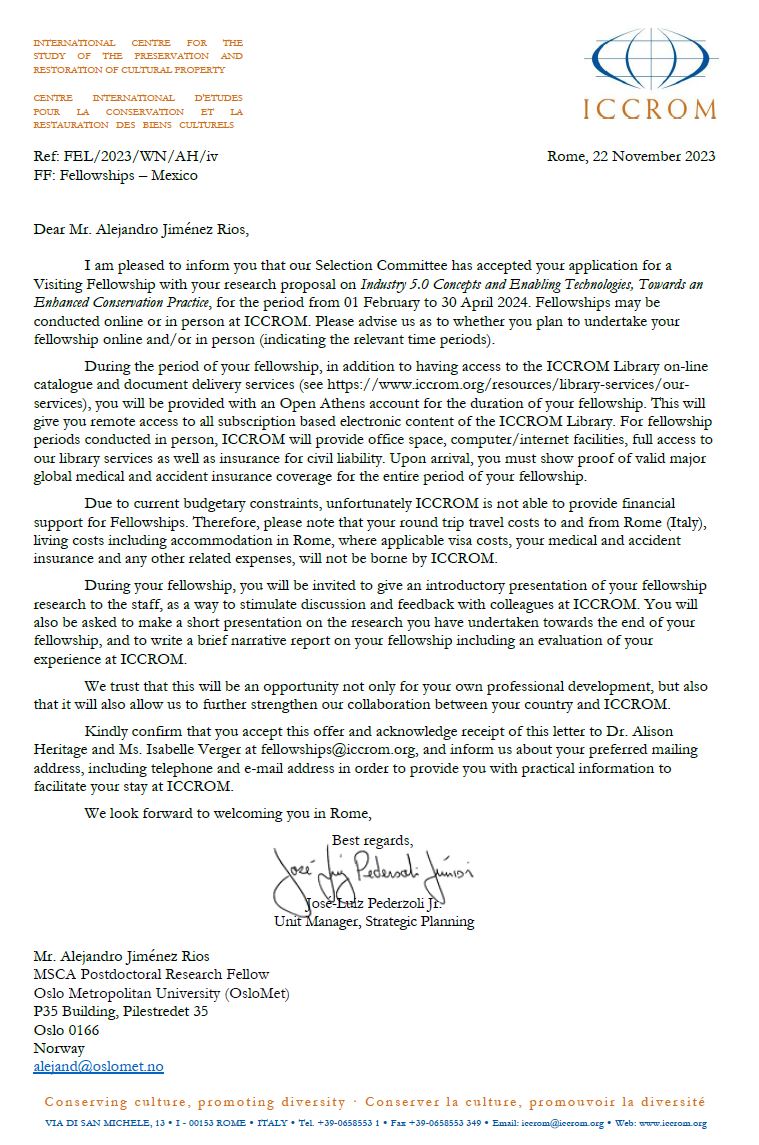 INTERNATIONAL CENTRE FOR THE
STUDY OF THE PRESERVATION AND
RESTORATION OF CULTURAL PROPERTY
CENTRE INTERNATIONAL D'ETUDES
POUR LA CONSERVATION ET LA
RESTAURATION DES BIENS CULTURELS
ICCROM
Ref: FEL/2023/WN/AH/iv
Rome, 22 November 2023
FF: Fellowships – Mexico
Dear Mr. Alejandro Jiménez Rios,
I am pleased to inform you that our Selection Committee has accepted your application for a
Visiting Fellowship with your research proposal on Industry 5.0 Concepts and Enabling Technologies, Towards an
Enhanced Conservation Practice, for the period from 01 February to 30 April 2024. Fellowships may be
conducted online or in person at ICCROM. Please advise us as to whether you plan to undertake your
fellowship online and/or in person (indicating the relevant time periods).
During the period of your fellowship, in addition to having access to the ICCROM Library on-line
catalogue and document delivery services (see https://www.iccrom.org/resources/library-services/our-
services), you will be provided with an Open Athens account for the duration of your fellowship. This will
give you remote access to all subscription based electronic content of the ICCROM Library. For fellowship
periods conducted in person, ICCROM will provide office space, computer/internet facilities, full access to
our library services as well as insurance for civil liability. Upon arrival, you must show proof of valid major
global medical and accident insurance coverage for the entire period of your fellowship.
Due to current budgetary constraints, unfortunately ICCROM is not able to provide financial
support for Fellowships. Therefore, please note that your round trip travel costs to and from Rome (Italy),
living costs including accommodation in Rome, where applicable visa costs, your medical and accident
insurance and any other related expenses, will not be borne by ICCROM.
During your fellowship, you will be invited to give an introductory presentation of your fellowship
research to the staff, as a way to stimulate discussion and feedback with colleagues at ICCROM. You will
also be asked to make a short presentation on the research you have undertaken towards the end of your
fellowship, and to write a brief narrative report on your fellowship including an evaluation of your
experience at ICCROM.
We trust that this will be an opportunity not only for your own professional development, but also
that it will also allow us to further strengthen our collaboration between your country and ICCROM.
Kindly confirm that you accept this offer and acknowledge receipt of this letter to Dr. Alison
Heritage and Ms. Isabelle Verger at fellowships@iccrom.org, and inform us about your preferred mailing
address, including telephone and e-mail address in order to provide you with practical information to
facilitate your stay at ICCROM.
We look forward to welcoming you in Rome,
Best regards,
José Luiz Pedersoli Júnior
José-Luiz Pederzoli Jr.
Unit Manager, Strategic Planning
Mr. Alejandro Jiménez Rios
MSCA Postdoctoral Research Fellow
Oslo Metropolitan University (OsloMet)
P35 Building, Pilestredet 35
Oslo 0166
Norway
alejand@oslomet.no
Conserving culture, promoting diversity · Conserver la culture, promouvoir la diversité
VIA DI SAN MICHELE, 13 • I - 00153 ROME • ITALY • Tel. +39-0658553 1 • Fax +39-0658553 349 • Email: iccrom@iccrom.org • Web: www.iccrom.org